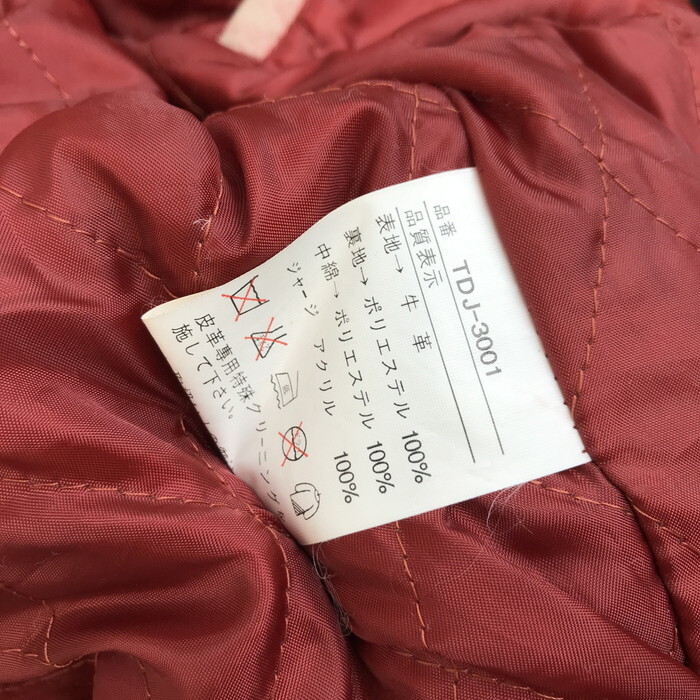 品番 TDJ-3001
品質表示
表地→ 牛革
裏地→ ポリエステル 100%
中綿→ ポリエステル 100%
ジャージ アクリル 100%
皮革専用特殊クリーニングを
施して下さい。